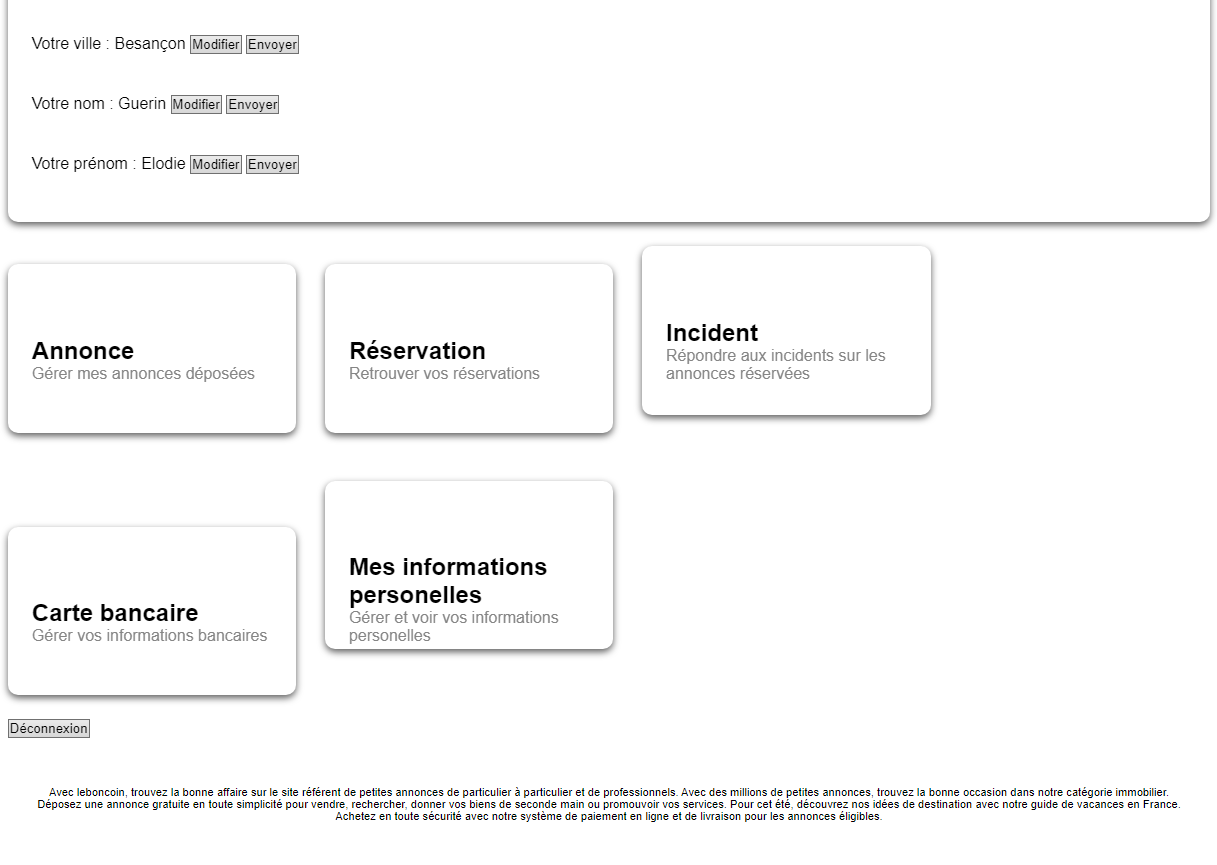 Votre ville : Besançon Modifier Envoyer
Votre nom : Guerin Modifier Envoyer
Votre prénom : Elodie Modifier Envoyer
Annonce
Gérer mes annonces déposées
Réservation
Retrouver vos réservations
Incident
Répondre aux incidents sur les
annonces réservées
Carte bancaire
Gérer vos informations bancaires
Mes informations
personelles
Gérer et voir vos informations
personelles
Déconnexion
Avec leboncoin, trouvez la bonne affaire sur le site référent de petites annonces de particulier à particulier et de professionnels. Avec des millions de petites annonces, trouvez la bonne occasion dans notre catégorie immobilier.
Déposez une annonce gratuite en toute simplicité pour vendre, rechercher, donner vos biens de seconde main ou promouvoir vos services. Pour cet été, découvrez nos idées de destination avec notre guide de vacances en France.
Achetez en toute sécurité avec notre système de paiement en ligne et de livraison pour les annonces éligibles.